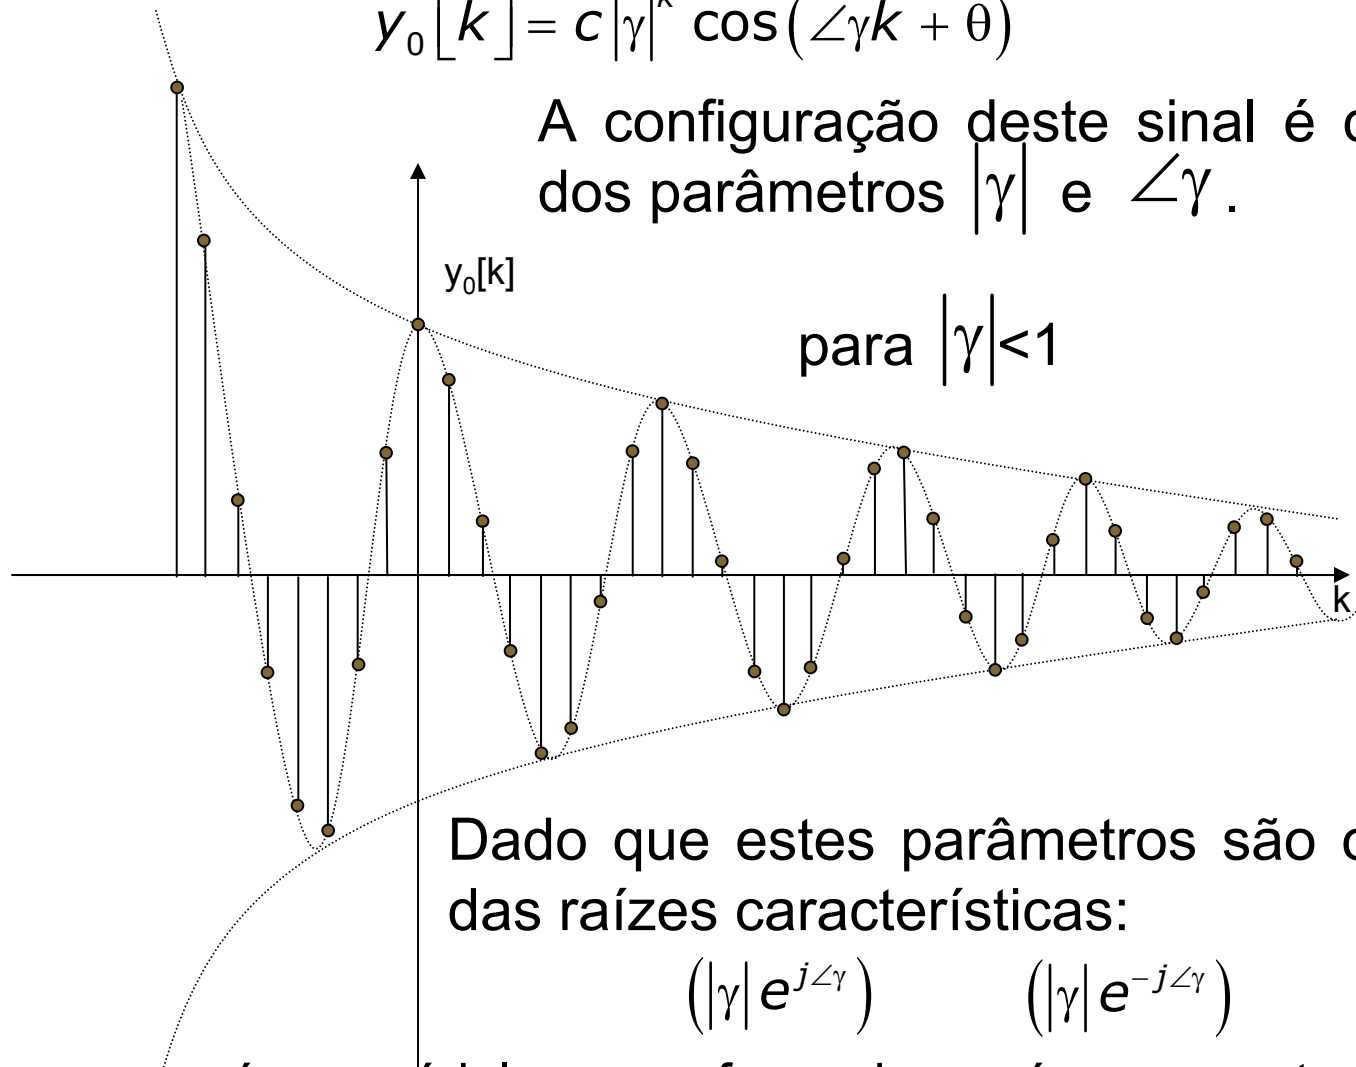 y₀[k] = c|γ|ᵏ cos(∠γk + θ)
A configuração deste sinal é
dos parâmetros |γ| e ∠γ.
y₀[k]
para |γ|<1
k
Dado que estes parâmetros são
das raízes características:
(|γ| e^{j∠γ}) (|γ| e^{−j∠γ})